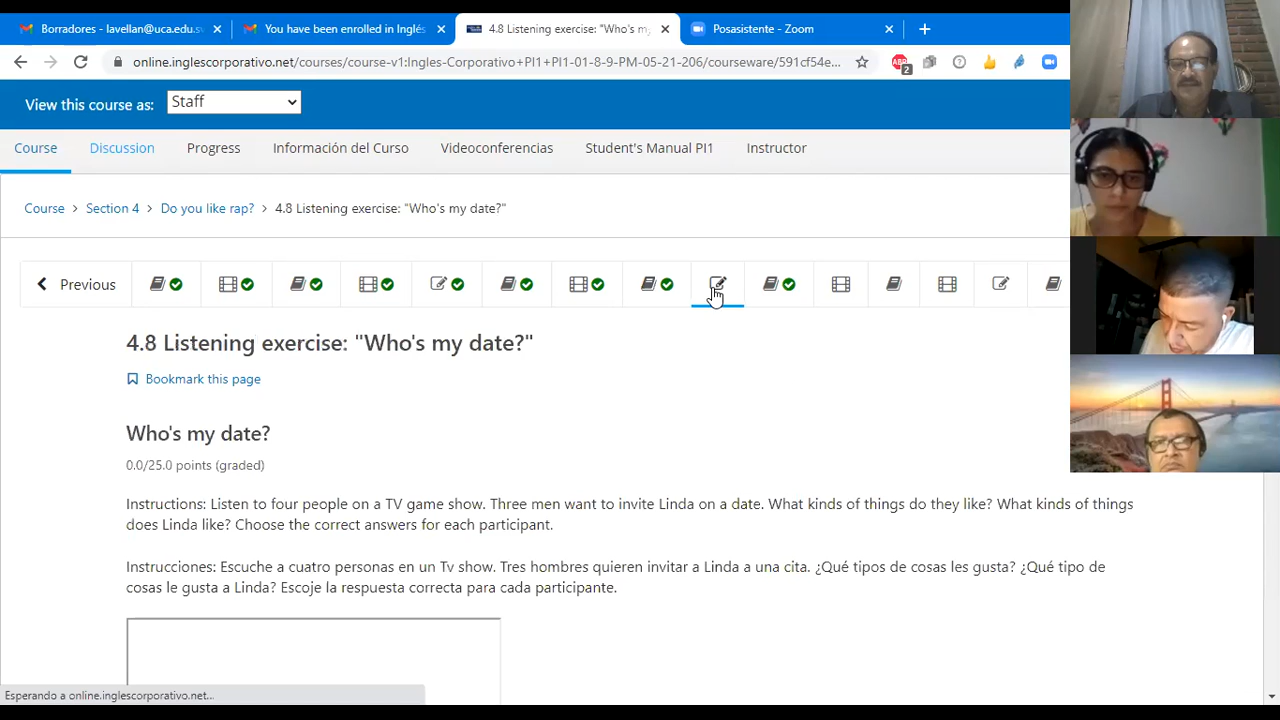 Borradores - lavellan@uca.edu.s
You have been enrolled in Inglés
4.8 Listening exercise: "Who's my
Posasistente - Zoom
online.inglescorporativo.net/courses/course-v1:Ingles-Corporativo+PI1+PI1-01-8-9-PM-05-21-206/courseware/591cf54e...
2
View this course as: Staff
Course Discussion Progress Información del Curso Videoconferencias Student's Manual PI1 Instructor
Course > Section 4 > Do you like rap? > 4.8 Listening exercise: "Who's my date?"
Previous
4.8 Listening exercise: "Who's my date?"
Bookmark this page
Who's my date?
0.0/25.0 points (graded)
Instructions: Listen to four people on a TV game show. Three men want to invite Linda on a date. What kinds of things do they like? What kinds of things
does Linda like? Choose the correct answers for each participant.
Instrucciones: Escuche a cuatro personas en un Tv show. Tres hombres quieren invitar a Linda a una cita. ¿Qué tipos de cosas les gusta? ¿Qué tipo de
cosas le gusta a Linda? Escoje la respuesta correcta para cada participante.
Esperando a online.inglescorporativo.net...